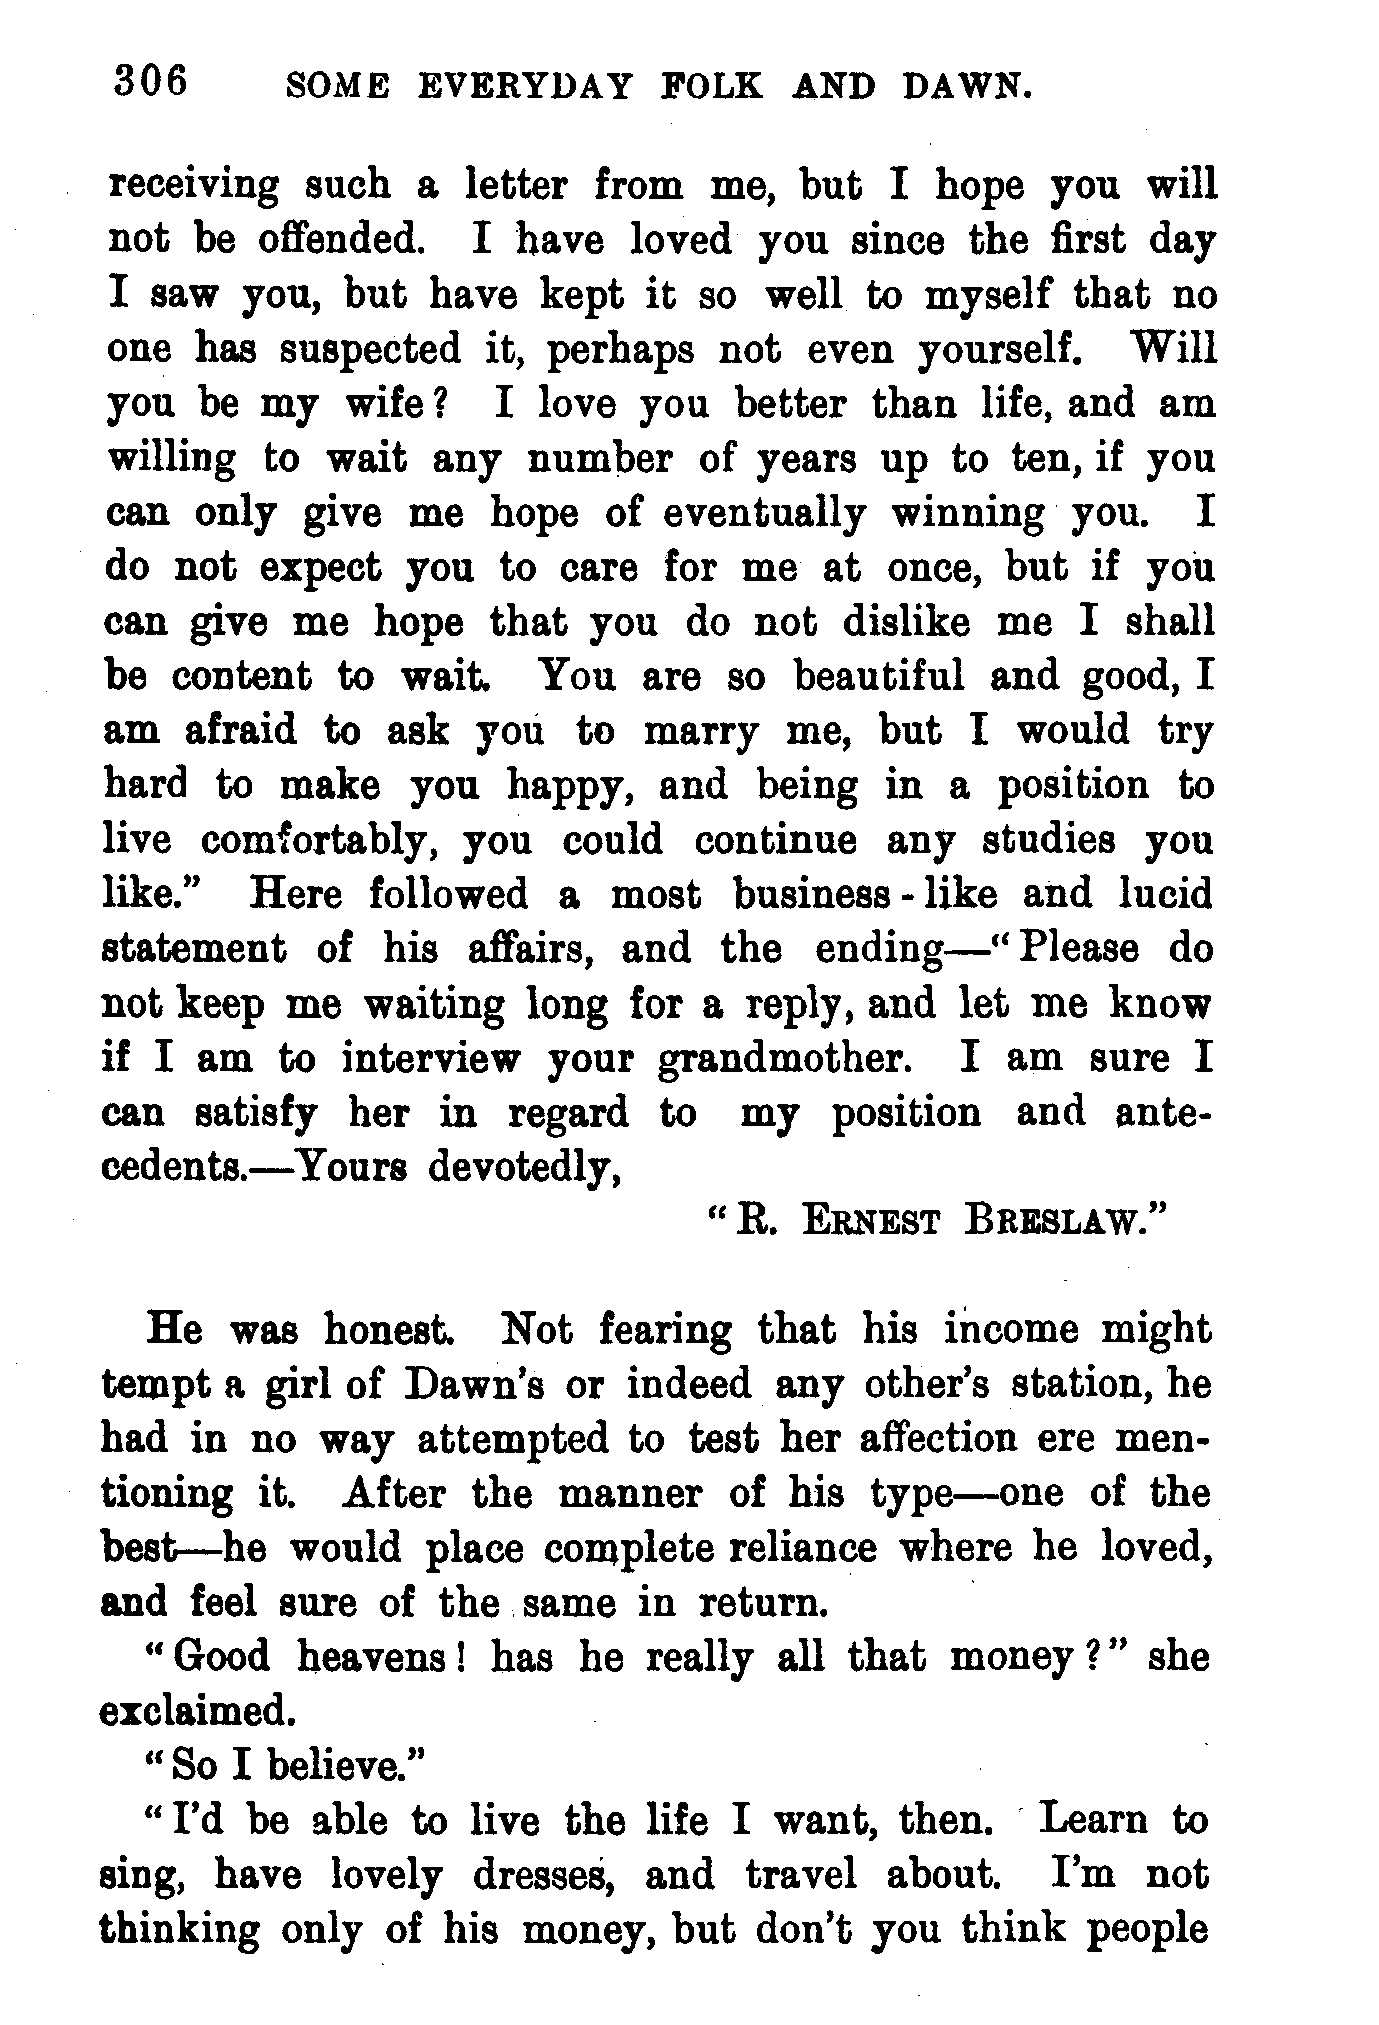 306 SOME EVERYDAY FOLK AND DAWN.
receiving such a letter from me, but I hope you will
not be offended. I have loved you since the first day
I saw you, but have kept it so well to myself that no
one has suspected it, perhaps not even yourself. Will
you be my wife? I love you better than life, and am
willing to wait any number of years up to ten, if you
can only give me hope of eventually winning you. I
do not expect you to care for me at once, but if you
can give me hope that you do not dislike me I shall
be content to wait. You are so beautiful and good, I
am afraid to ask you to marry me, but I would try
hard to make you happy, and being in a position to
live comfortably, you could continue any studies you
like.” Here followed a most business-like and lucid
statement of his affairs, and the ending—“Please do
not keep me waiting long for a reply, and let me know
if I am to interview your grandmother. I am sure I
can satisfy her in regard to my position and ante-
cedents.—Yours devotedly,
“R. ERNEST BRESLAW.”
He was honest. Not fearing that his income might
tempt a girl of Dawn’s or indeed any other’s station, he
had in no way attempted to test her affection ere men-
tioning it. After the manner of his type—one of the
best—he would place complete reliance where he loved,
and feel sure of the same in return.
“Good heavens! has he really all that money?” she
exclaimed.
“So I believe.”
“I’d be able to live the life I want, then. Learn to
sing, have lovely dresses, and travel about. I’m not
thinking only of his money, but don’t you think people